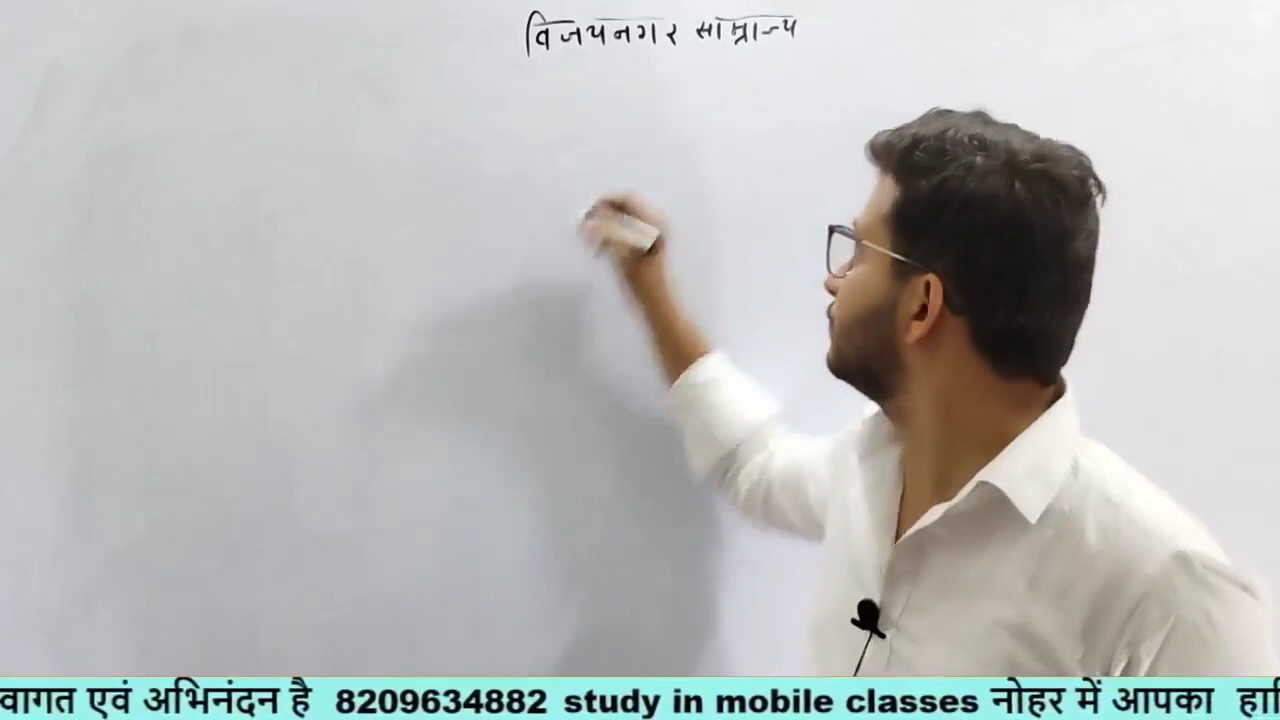 विजयनगर साम्राज्य
वागत एवं अभिनंदन है 8209634882 study in mobile classes नोहर में आपका हा